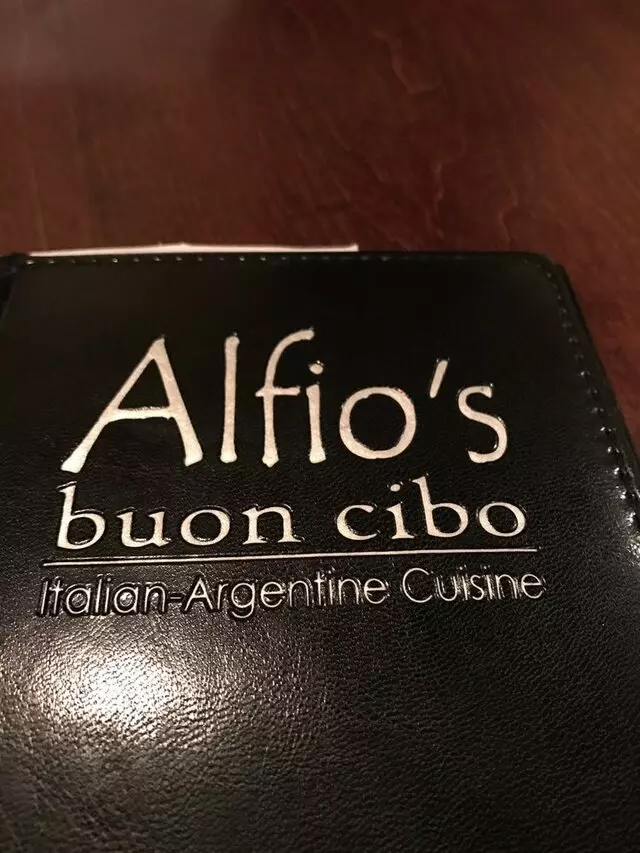 Alfio's
buon cibo
Italian-Argentine Cuisine